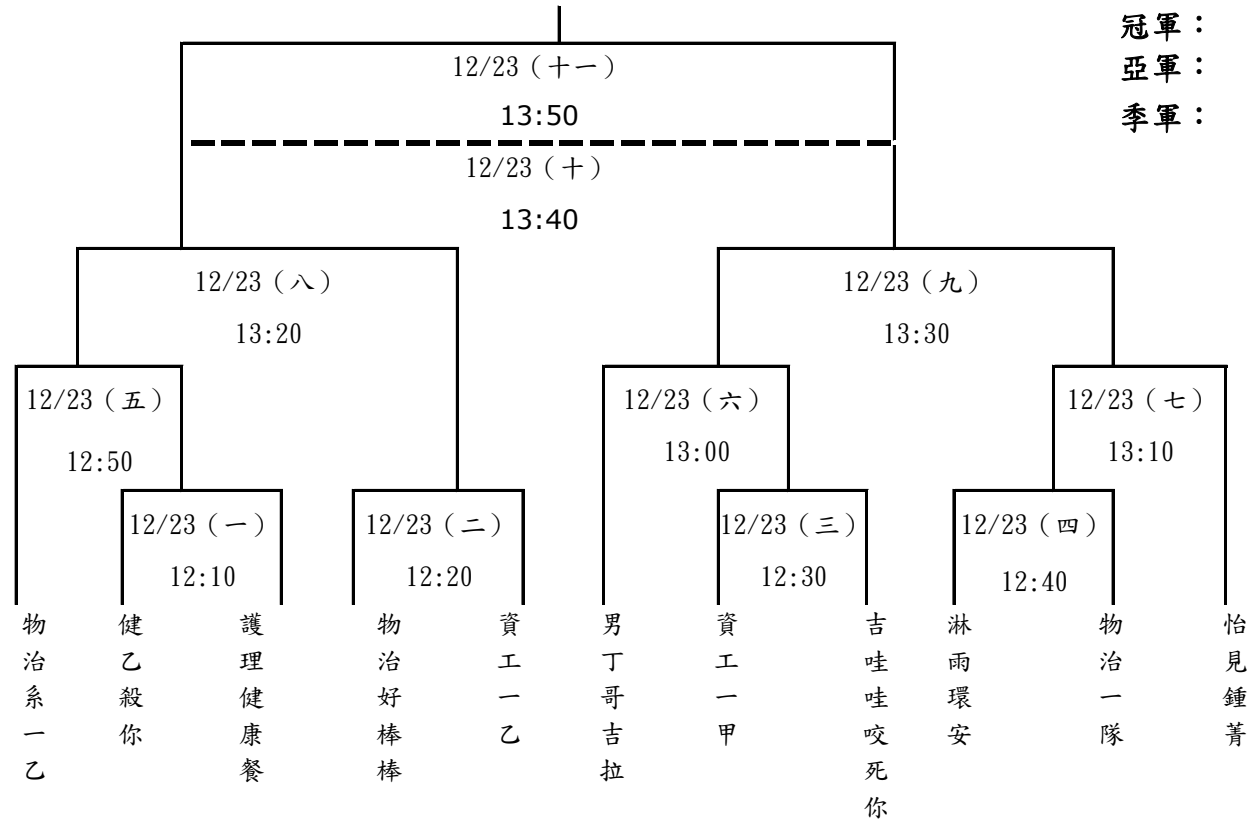 冠軍：
亞軍：
季軍：
12/23（十一）
13:50
12/23（十）
13:40
12/23（八）
13:20
12/23（九）
13:30
12/23（五）
12:50
12/23（六）
13:00
12/23（七）
13:10
12/23（一）
12:10
12/23（二）
12:20
12/23（三）
12:30
12/23（四）
12:40
物治系一乙
健乙殺你
護理健康餐
物治好棒棒
資工一乙
男丁哥吉拉
資工一甲
吉哇哇咬死你
淋雨環安
物治一隊
怡見鍾菁